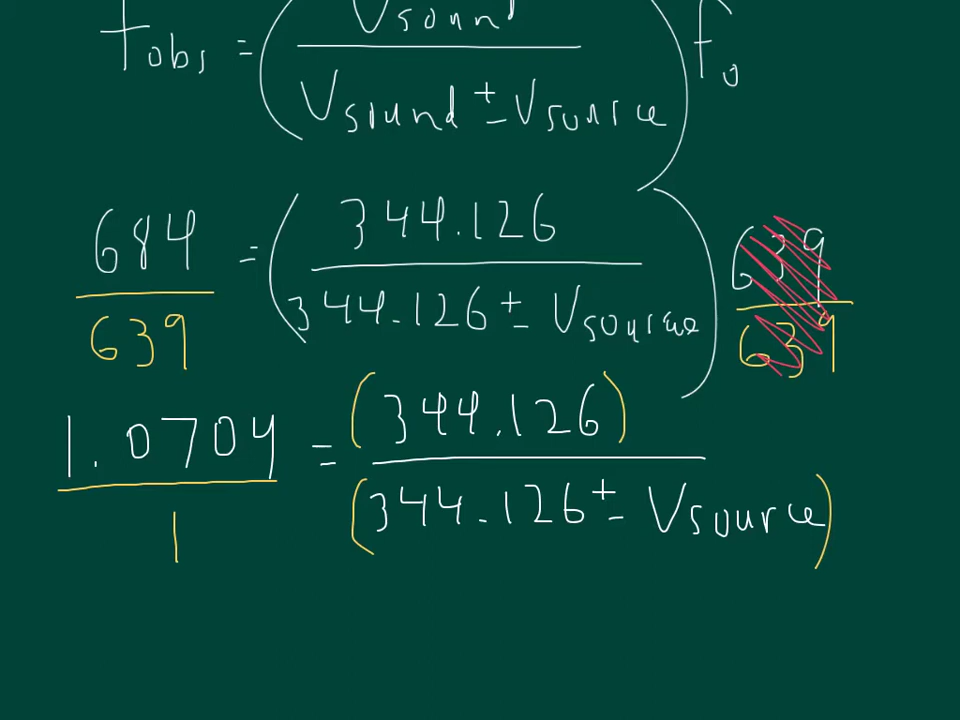 fobs = (Vsound / Vsound ± Vsource) f0
684 / 639 = (344.126 / 344.126 ± Vsource) 639 / 639
1.0704 / 1 = (344.126) / (344.126 ± Vsource)